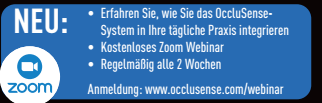 NEU:
• Erfahren Sie, wie Sie das OccluSense-
System in Ihre tägliche Praxis integrieren
• Kostenloses Zoom Webinar
• Regelmäßig alle 2 Wochen
zoom
Anmeldung: www.occlusense.com/webinar